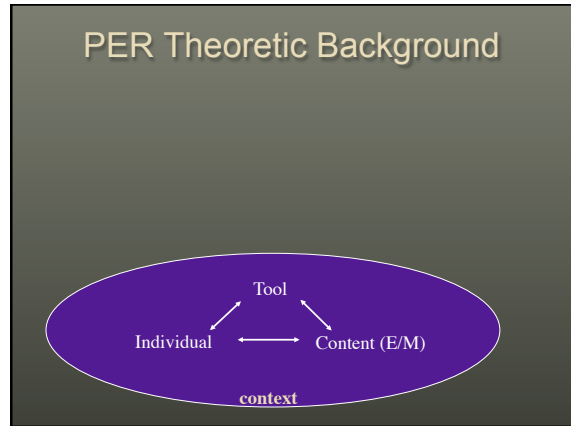 PER Theoretic Background
Tool
Individual
Content (E/M)
context